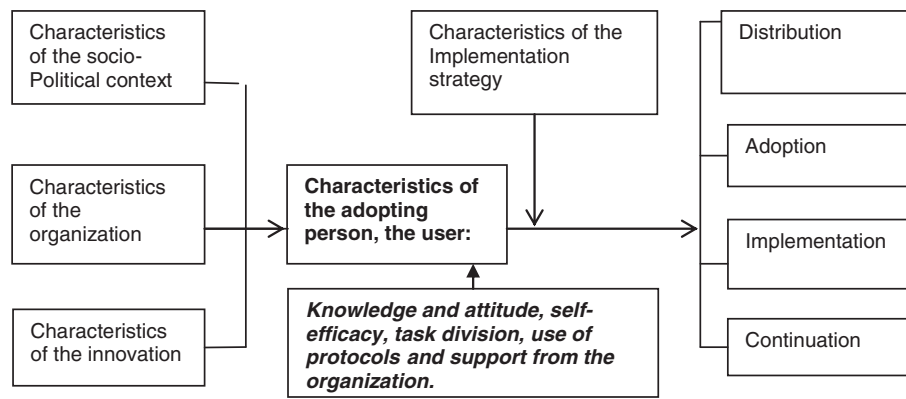 Characteristics
of the socio-
Political context
Characteristics
of the
organization
Characteristics
of the innovation
Characteristics of
the adopting
person, the user:
Knowledge and attitude, self-
efficacy, task division, use of
protocols and support from the
organization.
Characteristics of the
Implementation
strategy
Distribution
Adoption
Implementation
Continuation